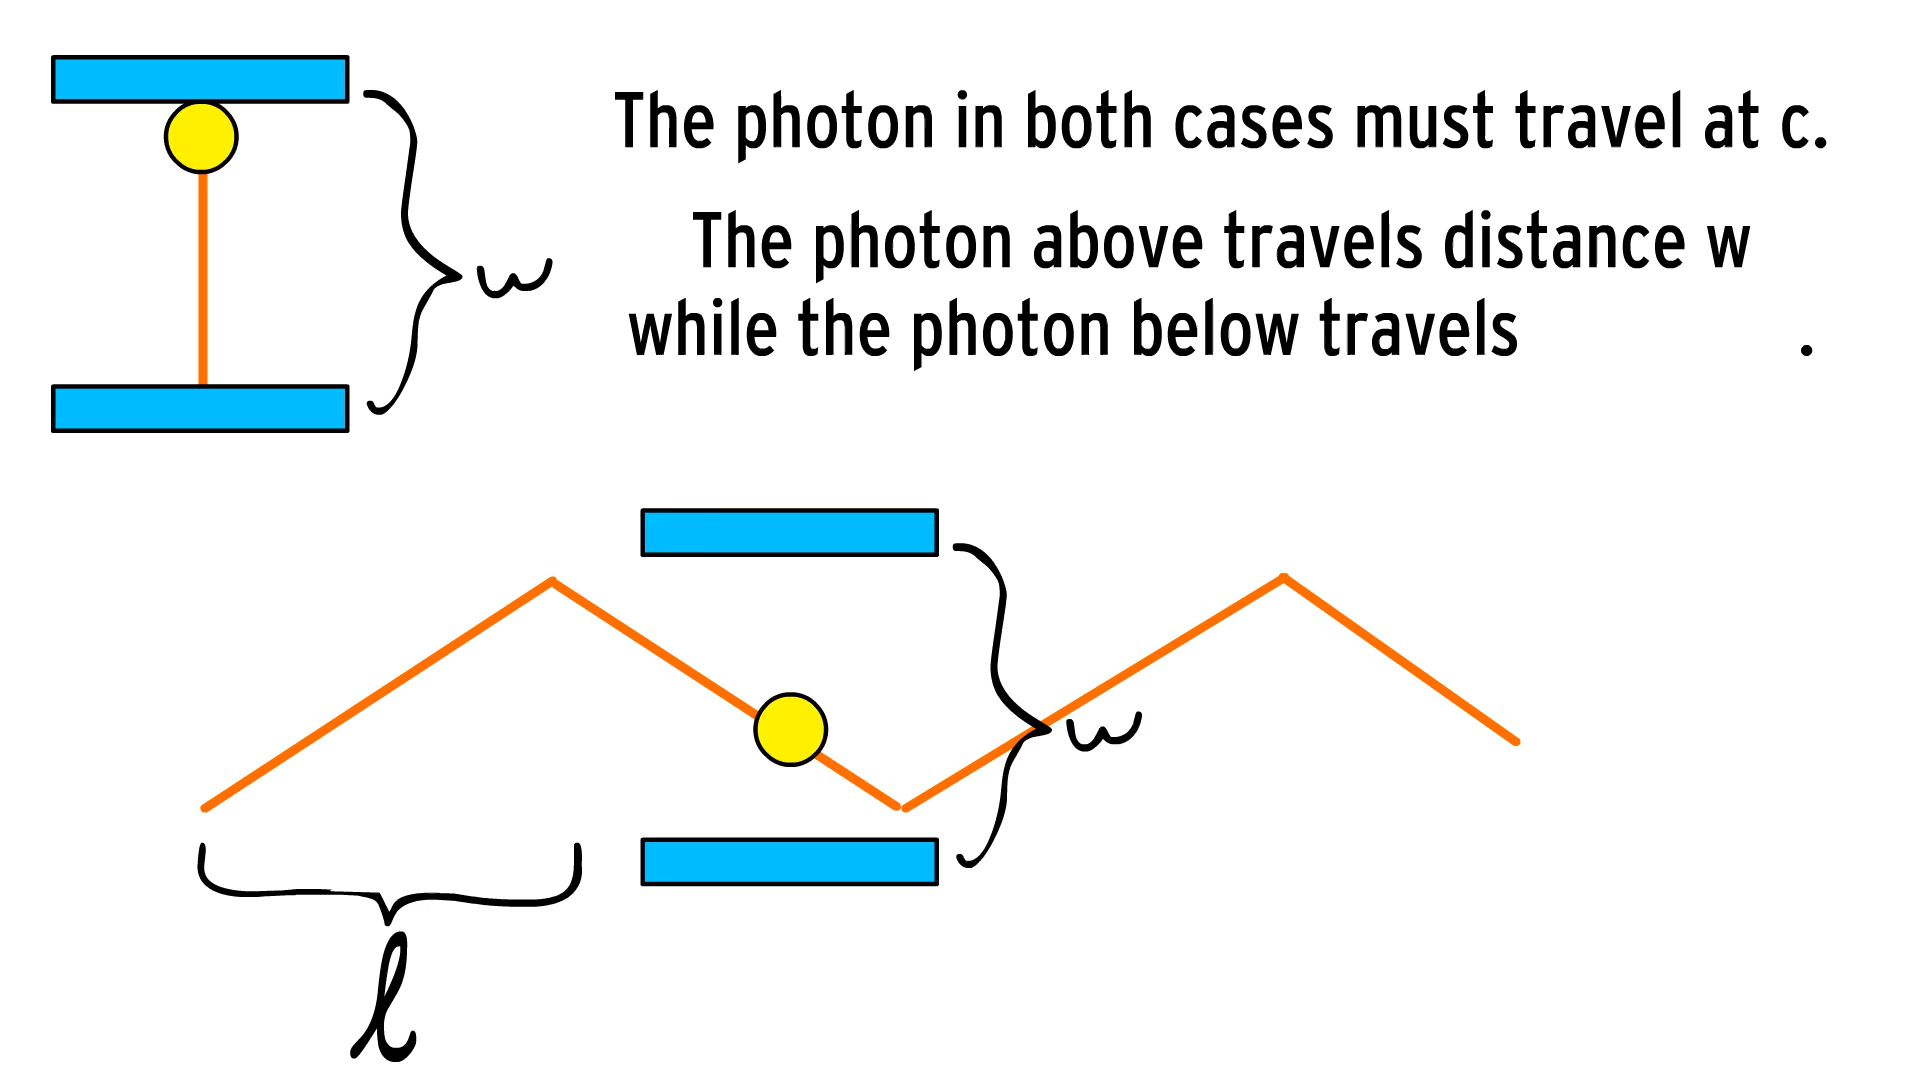 The photon in both cases must travel at c.
The photon above travels distance w
while the photon below travels .
w
w
ℓ